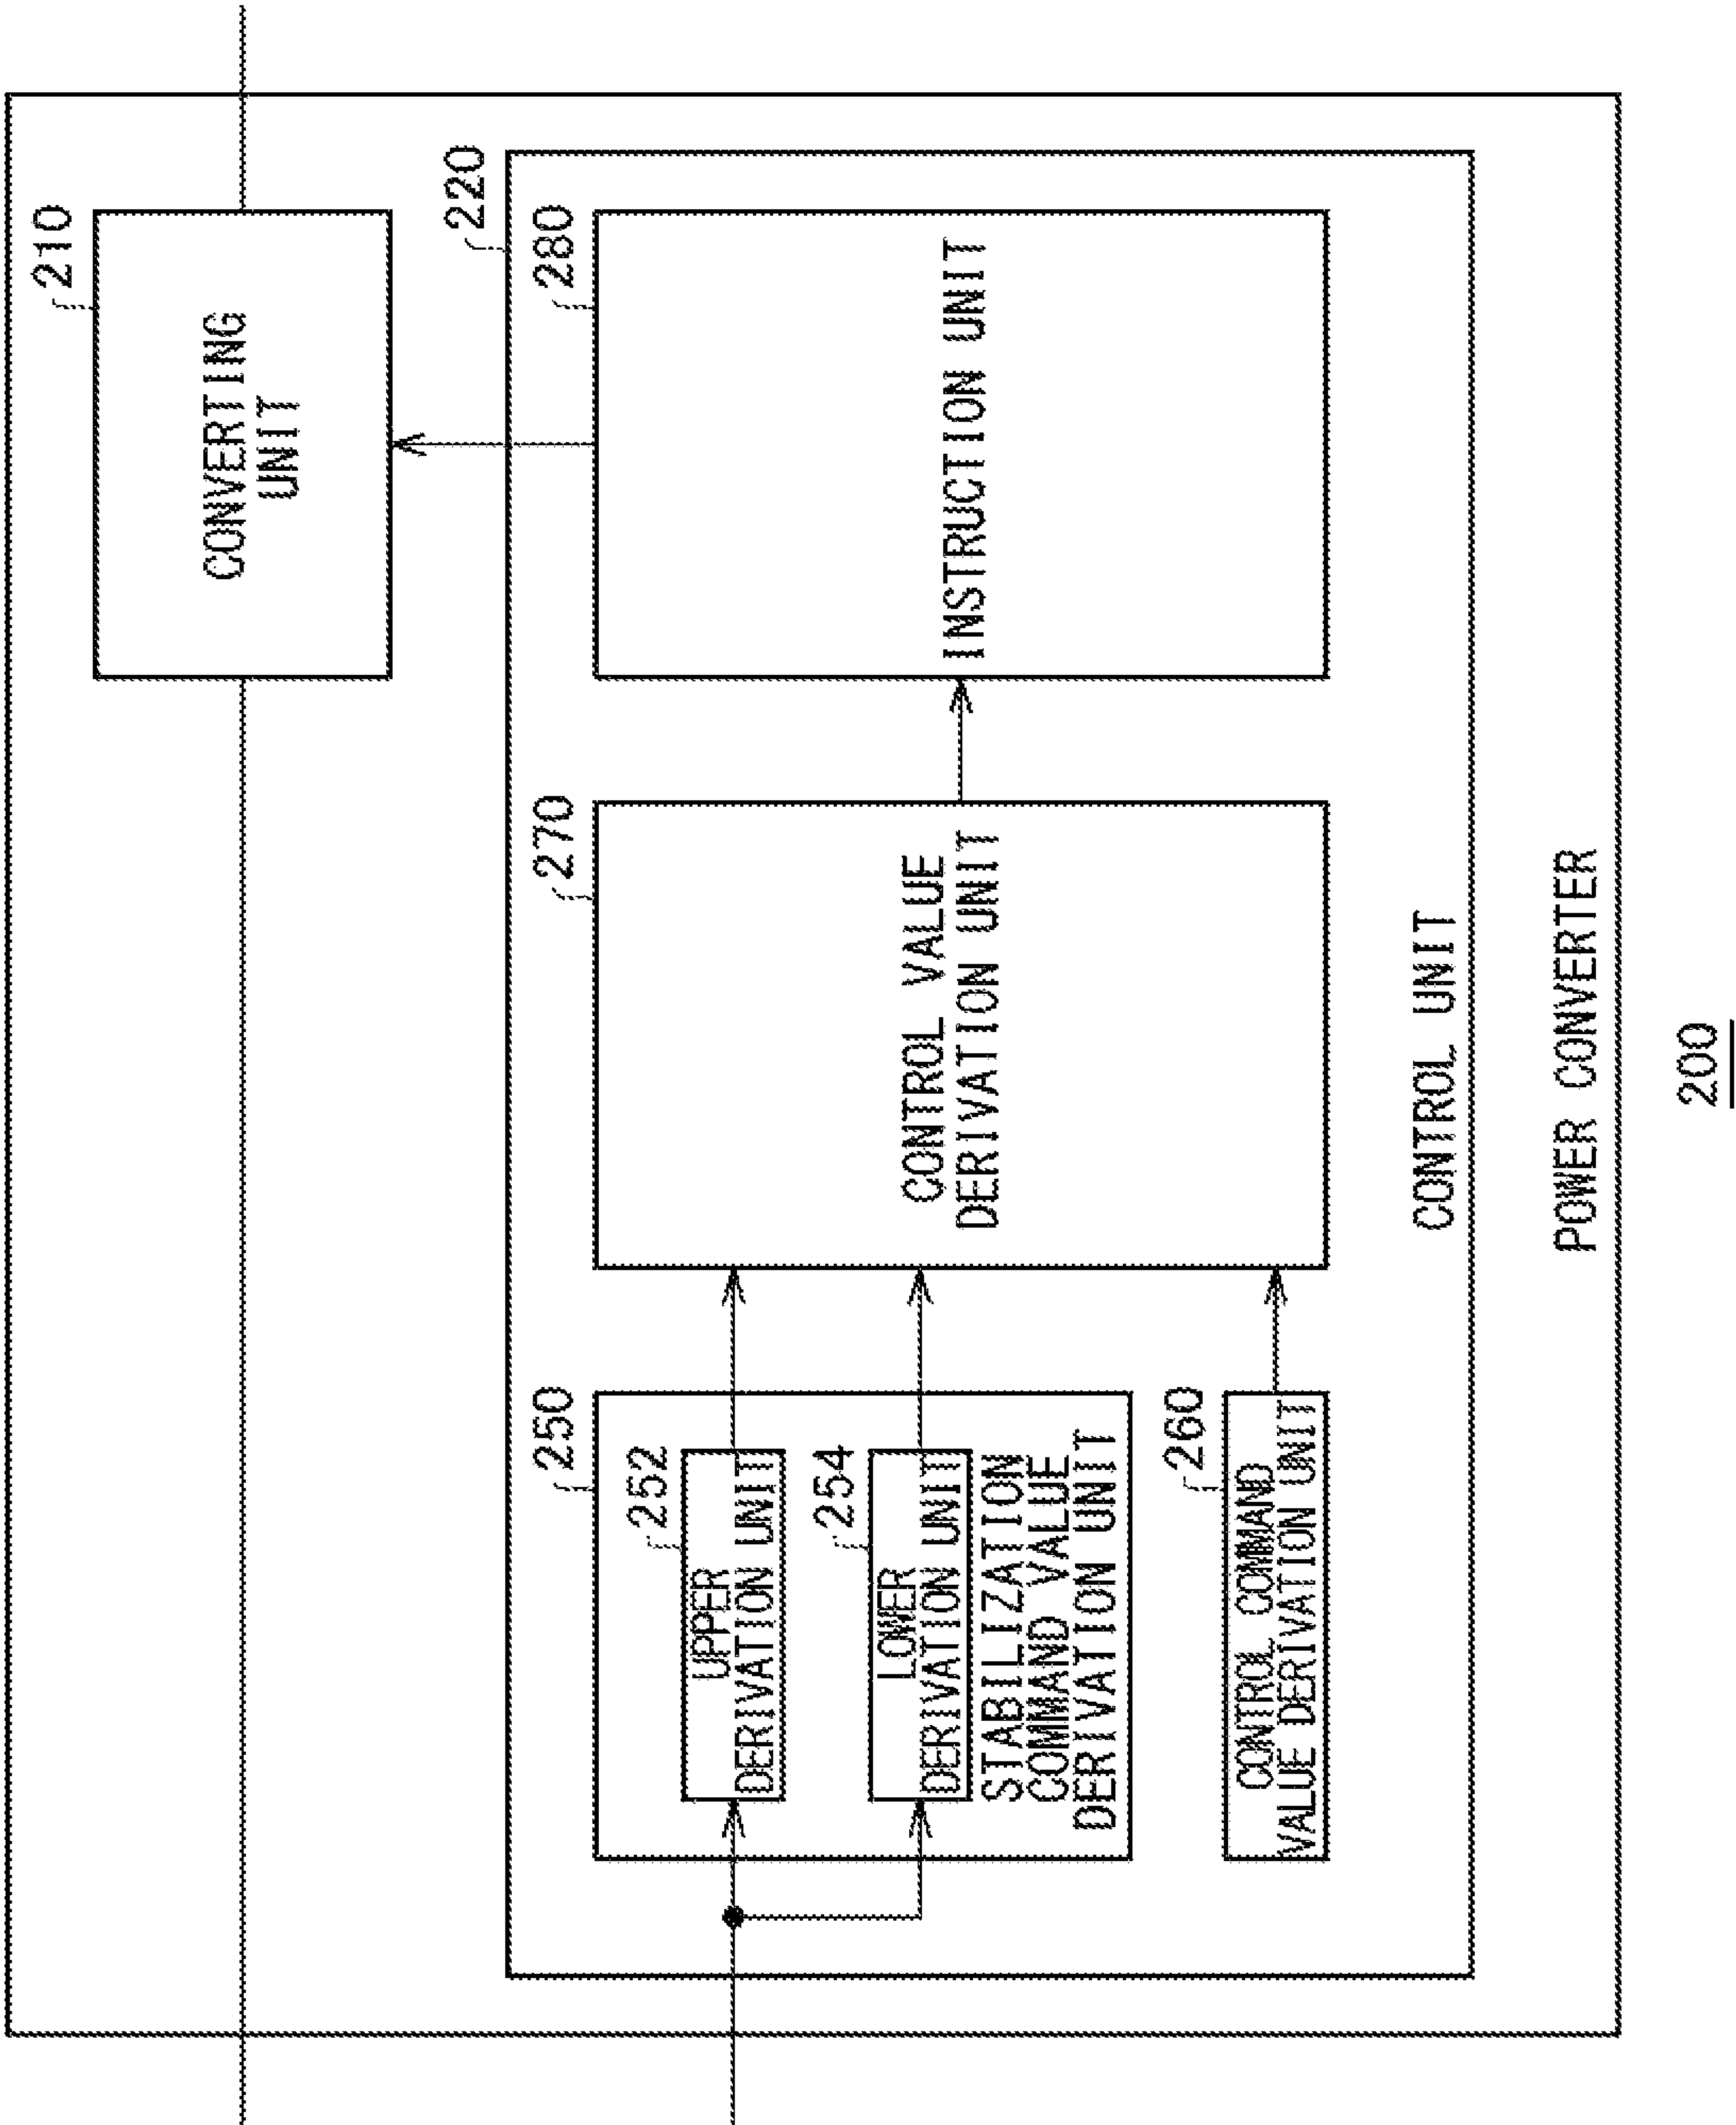 210
CONVERTING
UNIT
220
250
252
UPPER
DERIVATION UNIT
254
LOWER
DERIVATION UNIT
STABILIZATION
COMMAND VALUE
DERIVATION UNIT
260
CONTROL COMMAND
VALUE DERIVATION UNIT
270
CONTROL VALUE
DERIVATION UNIT
280
INSTRUCTION UNIT
CONTROL UNIT
POWER CONVERTER
200